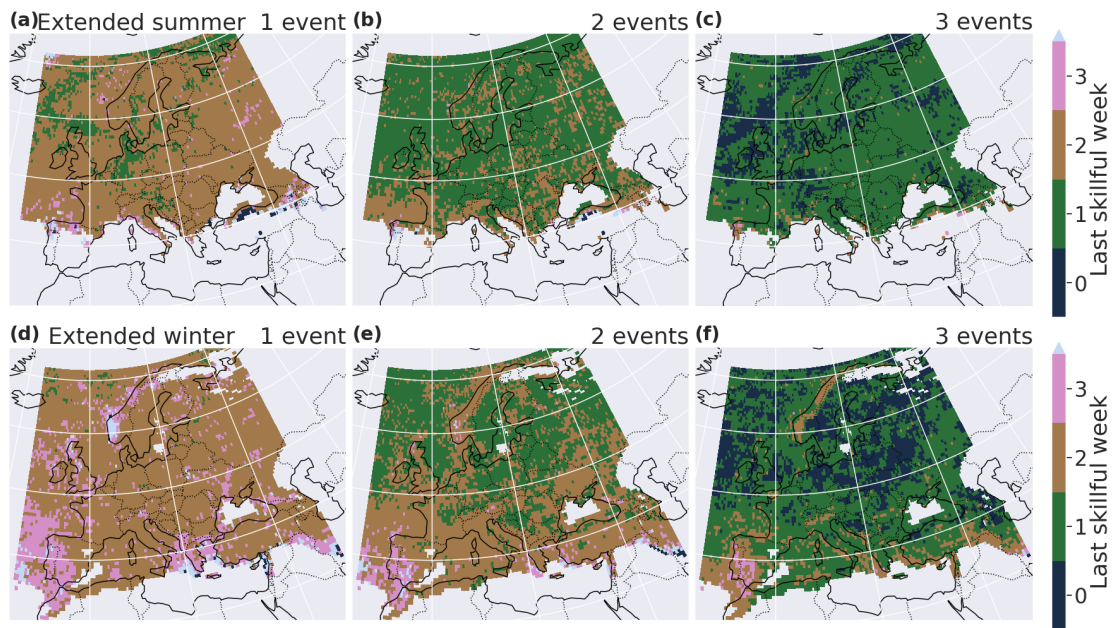 (a) Extended summer 1 event
(b) 2 events
(c) 3 events
3
2
1
0
Last skillful week
(d) Extended winter 1 event
(e) 2 events
(f) 3 events
3
2
1
0
Last skillful week